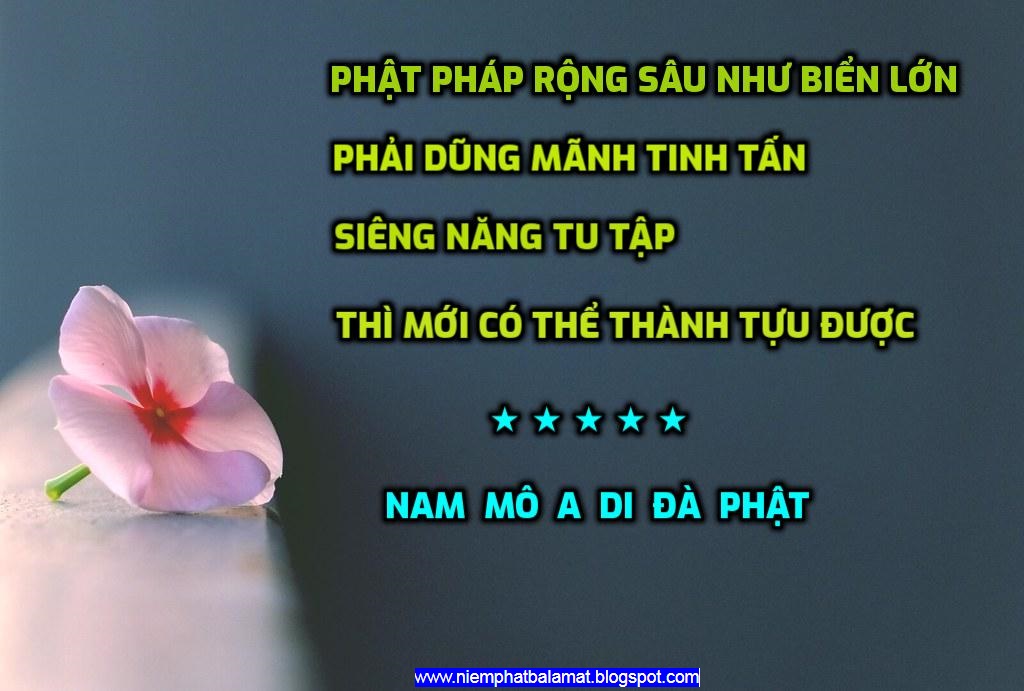 PHẬT PHÁP RỘNG SÂU NHƯ BIỂN LỚN
PHẢI DŨNG MÃNH TINH TẤN
SIÊNG NĂNG TU TẬP
THÌ MỚI CÓ THỂ THÀNH TỰU ĐƯỢC
★ ★ ★ ★ ★
NAM MÔ A DI ĐÀ PHẬT
www.niemphatbalamat.blogspot.com